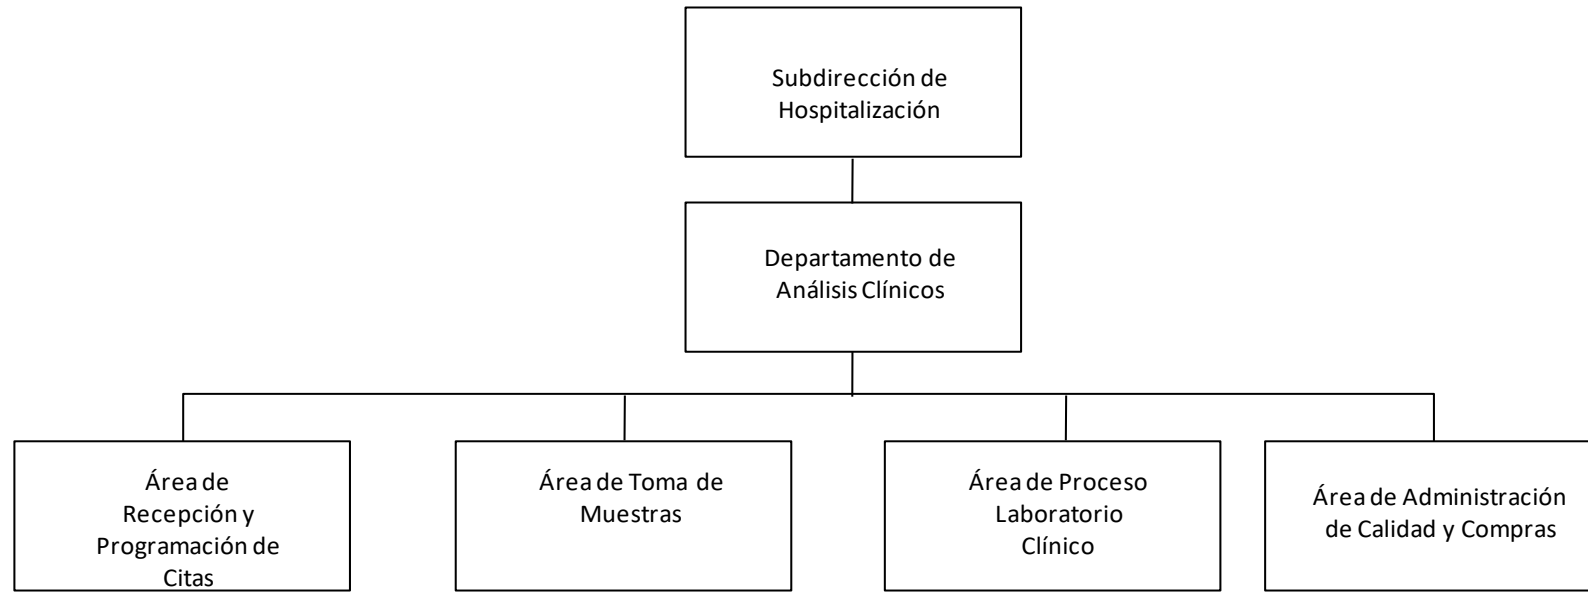 Subdirección de
Hospitalización
Departamento de
Análisis Clínicos
Área de
Recepción y
Programación de
Citas
Área de Toma de
Muestras
Área de Proceso
Laboratorio
Clínico
Área de Administración
de Calidad y Compras